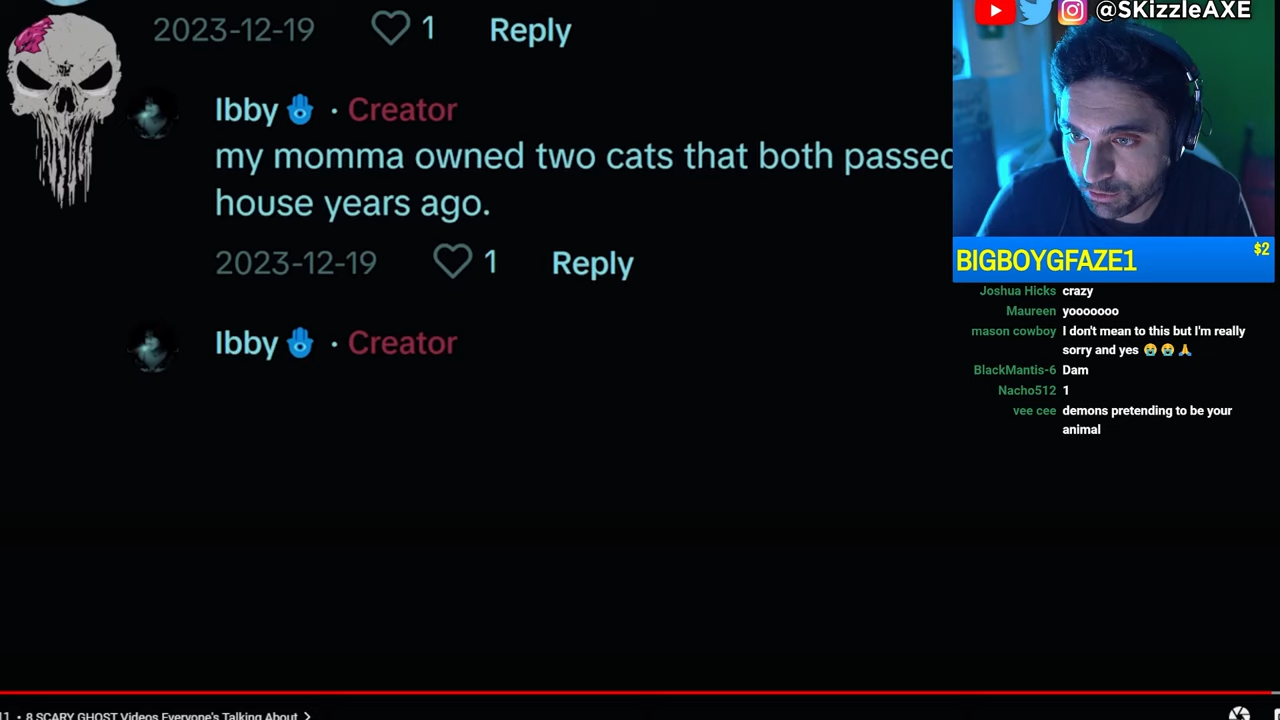 @SKizzleAXE
2023-12-19 1 Reply
Ibby · Creator
my momma owned two cats that both passed
house years ago.
2023-12-19 1 Reply
Ibby · Creator
BIGBOYGFAZE1 $2
Joshua Hicks crazy
Maureen yooooooo
mason cowboy I don't mean to this but I'm really
sorry and yes 😭 😭 🙏
BlackMantis-6 Dam
Nacho512 1
vee cee demons pretending to be your
animal
11 • 8 SCARY GHOST Videos Everyone's Talking About >